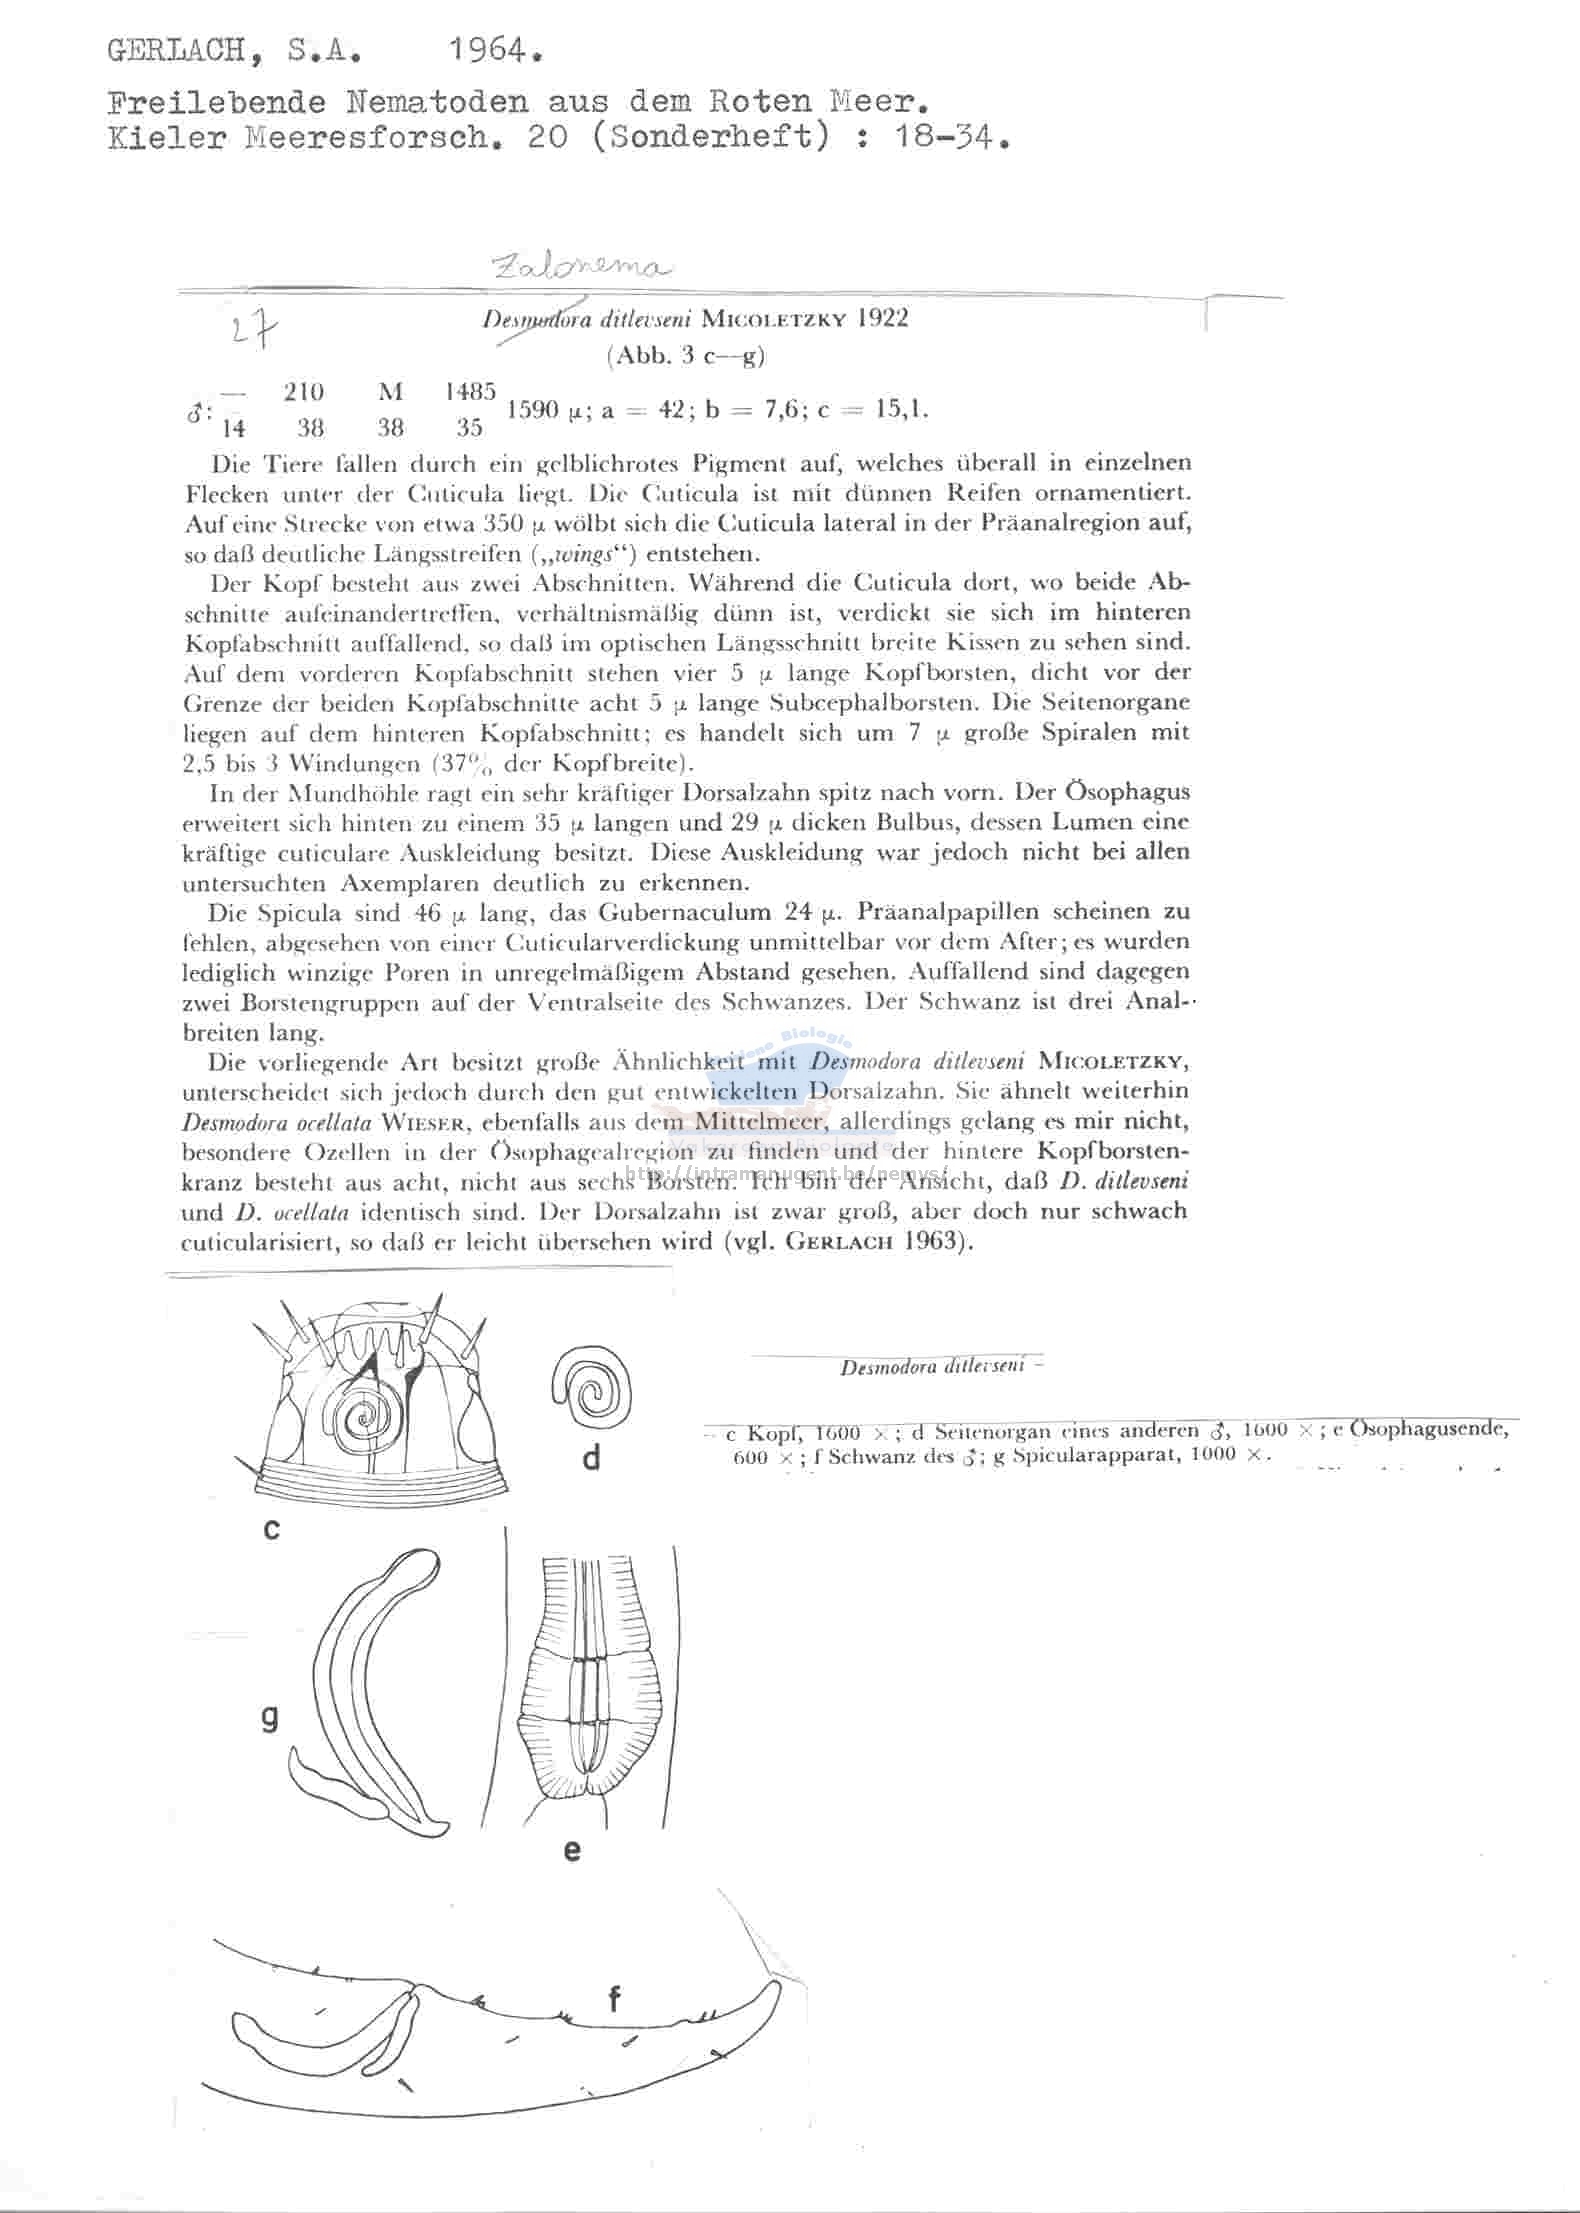 GERLACH, S.A. 1964.
Freilebende Nematoden aus dem Roten Meer.
Kieler Meeresforsch. 20 (Sonderheft) : 18-34.
Zalonema
27
Desmodora ditlevseni MICOLETZKY 1922
(Abb. 3 c—g)
— 210 M 1485
♂: 1590 µ; a = 42; b = 7,6; c = 15,1.
14 38 38 35
Die Tiere fallen durch ein gelblichrotes Pigment auf, welches überall in einzelnen
Flecken unter der Cuticula liegt. Die Cuticula ist mit dünnen Reifen ornamentiert.
Auf eine Strecke von etwa 350 µ wölbt sich die Cuticula lateral in der Präanalregion auf,
so daß deutliche Längsstreifen („wings“) entstehen.
Der Kopf besteht aus zwei Abschnitten. Während die Cuticula dort, wo beide Ab-
schnitte aufeinandertreffen, verhältnismäßig dünn ist, verdickt sie sich im hinteren
Kopfabschnitt auffallend, so daß im optischen Längsschnitt breite Kissen zu sehen sind.
Auf dem vorderen Kopfabschnitt stehen vier 5 µ lange Kopfborsten, dicht vor der
Grenze der beiden Kopfabschnitte acht 5 µ lange Subcephalborsten. Die Seitenorgane
liegen auf dem hinteren Kopfabschnitt; es handelt sich um 7 µ große Spiralen mit
2,5 bis 3 Windungen (37% der Kopfbreite).
In der Mundhöhle ragt ein sehr kräftiger Dorsalzahn spitz nach vorn. Der Ösophagus
erweitert sich hinten zu einem 35 µ langen und 29 µ dicken Bulbus, dessen Lumen eine
kräftige cuticulare Auskleidung besitzt. Diese Auskleidung war jedoch nicht bei allen
untersuchten Axemplaren deutlich zu erkennen.
Die Spicula sind 46 µ lang, das Gubernaculum 24 µ. Präanalpapillen scheinen zu
fehlen, abgesehen von einer Cuticularverdickung unmittelbar vor dem After; es wurden
lediglich winzige Poren in unregelmäßigem Abstand gesehen. Auffallend sind dagegen
zwei Borstengruppen auf der Ventralseite des Schwanzes. Der Schwanz ist drei Anal-
breiten lang.
Die vorliegende Art besitzt große Ähnlichkeit mit Desmodora ditlevseni MICOLETZKY,
unterscheidet sich jedoch durch den gut entwickelten Dorsalzahn. Sie ähnelt weiterhin
Desmodora ocellata WIESER, ebenfalls aus dem Mittelmeer, allerdings gelang es mir nicht,
besondere Ozellen in der Ösophagealregion zu finden und der hintere Kopfborsten-
kranz besteht aus acht, nicht aus sechs Borsten. Ich bin der Ansicht, daß D. ditlevseni
und D. ocellata identisch sind. Der Dorsalzahn ist zwar groß, aber doch nur schwach
cuticularisiert, so daß er leicht übersehen wird (vgl. GERLACH 1963).
Biologie
http://intramar.ugent.be/nemys/
Desmodora ditlevseni –
c Kopf, 1600 ×; d Seitenorgan eines anderen ♂, 1600 ×; e Ösophagusende,
600 ×; f Schwanz des ♂; g Spicularapparat, 1000 ×.
d
c
g
e
f